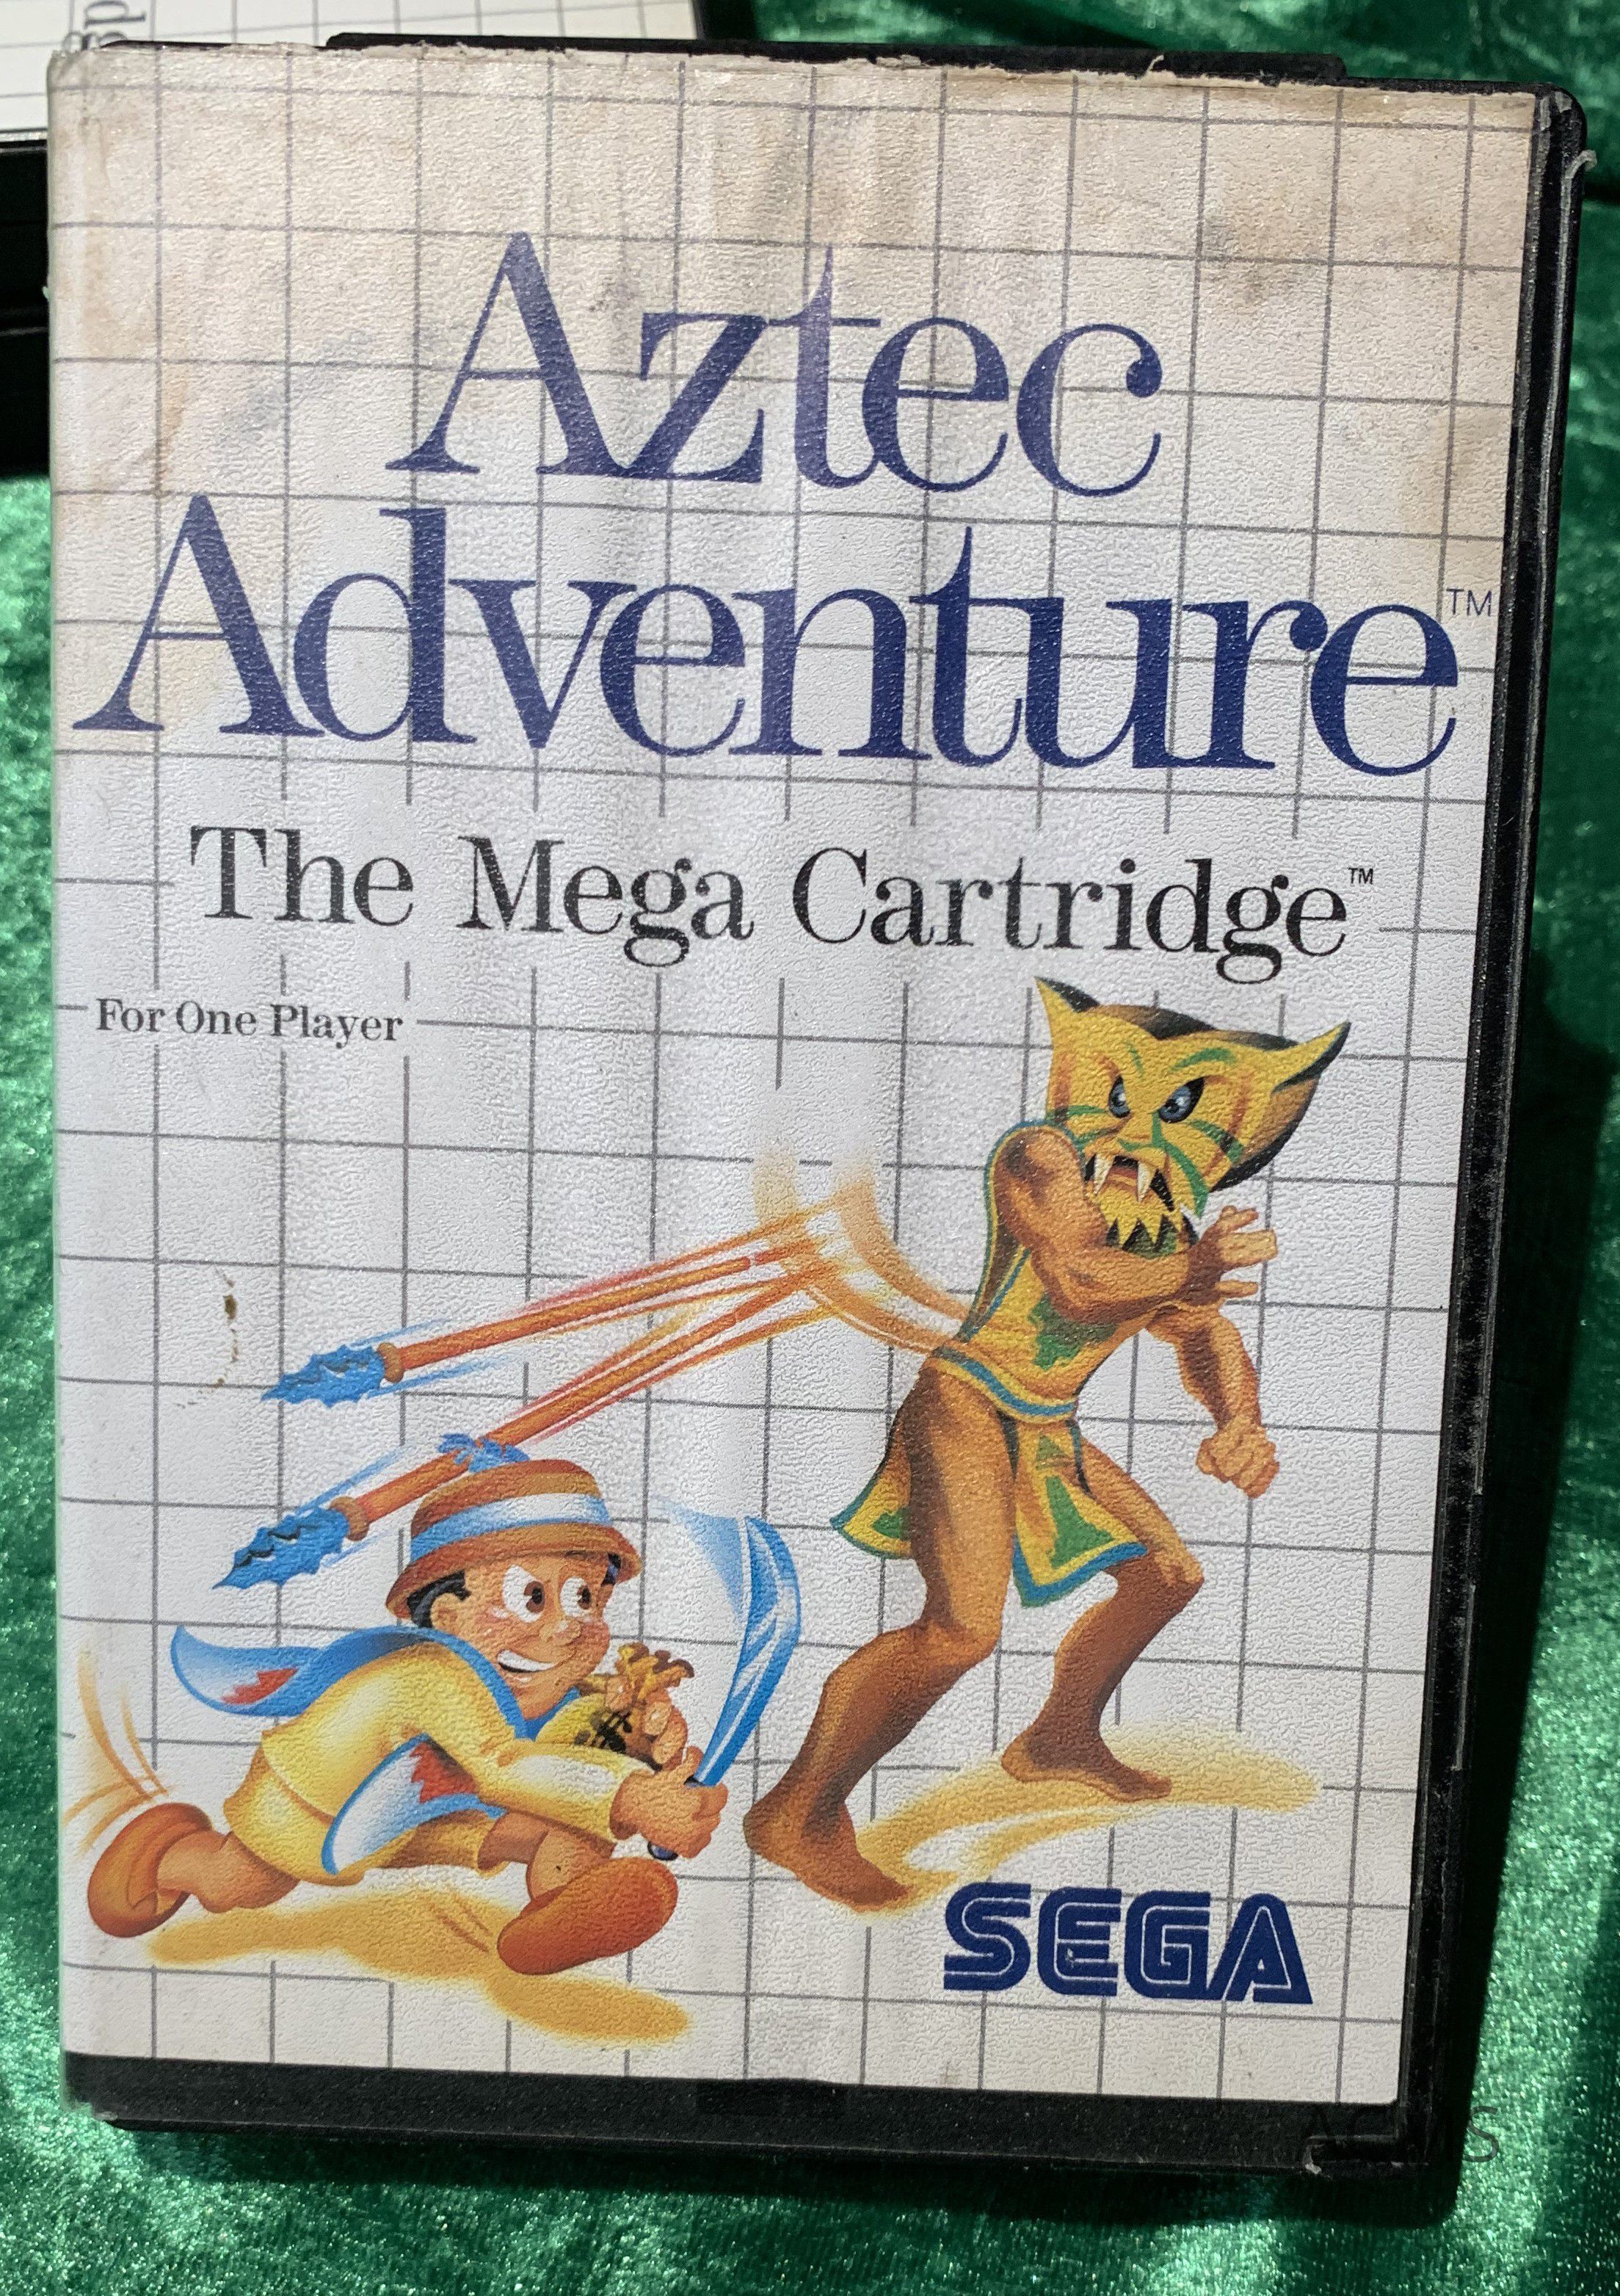 Aztec
Adventure™
The Mega Cartridge™
For One Player
SEGA